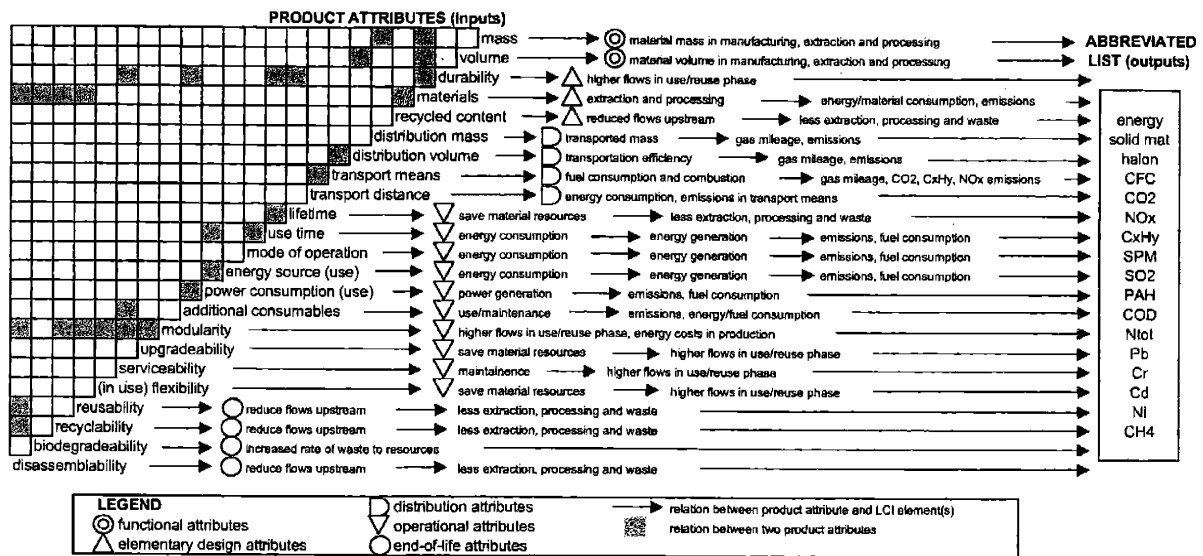 PRODUCT ATTRIBUTES (inputs)
mass material mass in manufacturing, extraction and processing ABBREVIATED
volume material volume in manufacturing, extraction and processing LIST (outputs)
durability higher flows in use/reuse phase
materials extraction and processing energy/material consumption, emissions
recycled content reduced flows upstream less extraction, processing and waste energy
distribution mass transported mass gas mileage, emissions solid mat
distribution volume transportation efficiency gas mileage, emissions halon
transport means fuel consumption and combustion gas mileage, CO2, CxHy, NOx emissions CFC
transport distance energy consumption, emissions in transport means CO2
lifetime save material resources less extraction, processing and waste NOx
use time energy consumption energy generation emissions, fuel consumption CxHy
mode of operation energy consumption energy generation emissions, fuel consumption SPM
energy source (use) energy consumption energy generation emissions, fuel consumption SO2
power consumption (use) power generation emissions, fuel consumption PAH
additional consumables use/maintenance emissions, energy/fuel consumption COD
modularity higher flows in use/reuse phase, energy costs in production Ntot
upgradeability save material resources higher flows in use/reuse phase Pb
serviceability maintainence higher flows in use/reuse phase Cr
(in use) flexibility save material resources higher flows in use/reuse phase Cd
reusability reduce flows upstream less extraction, processing and waste Ni
recyclability reduce flows upstream less extraction, processing and waste CH4
biodegradeability increased rate of waste to resources
disassemblability reduce flows upstream less extraction, processing and waste
LEGEND distribution attributes relation between product attribute and LCI element(s)
functional attributes operational attributes relation between two product attributes
elementary design attributes end-of-life attributes